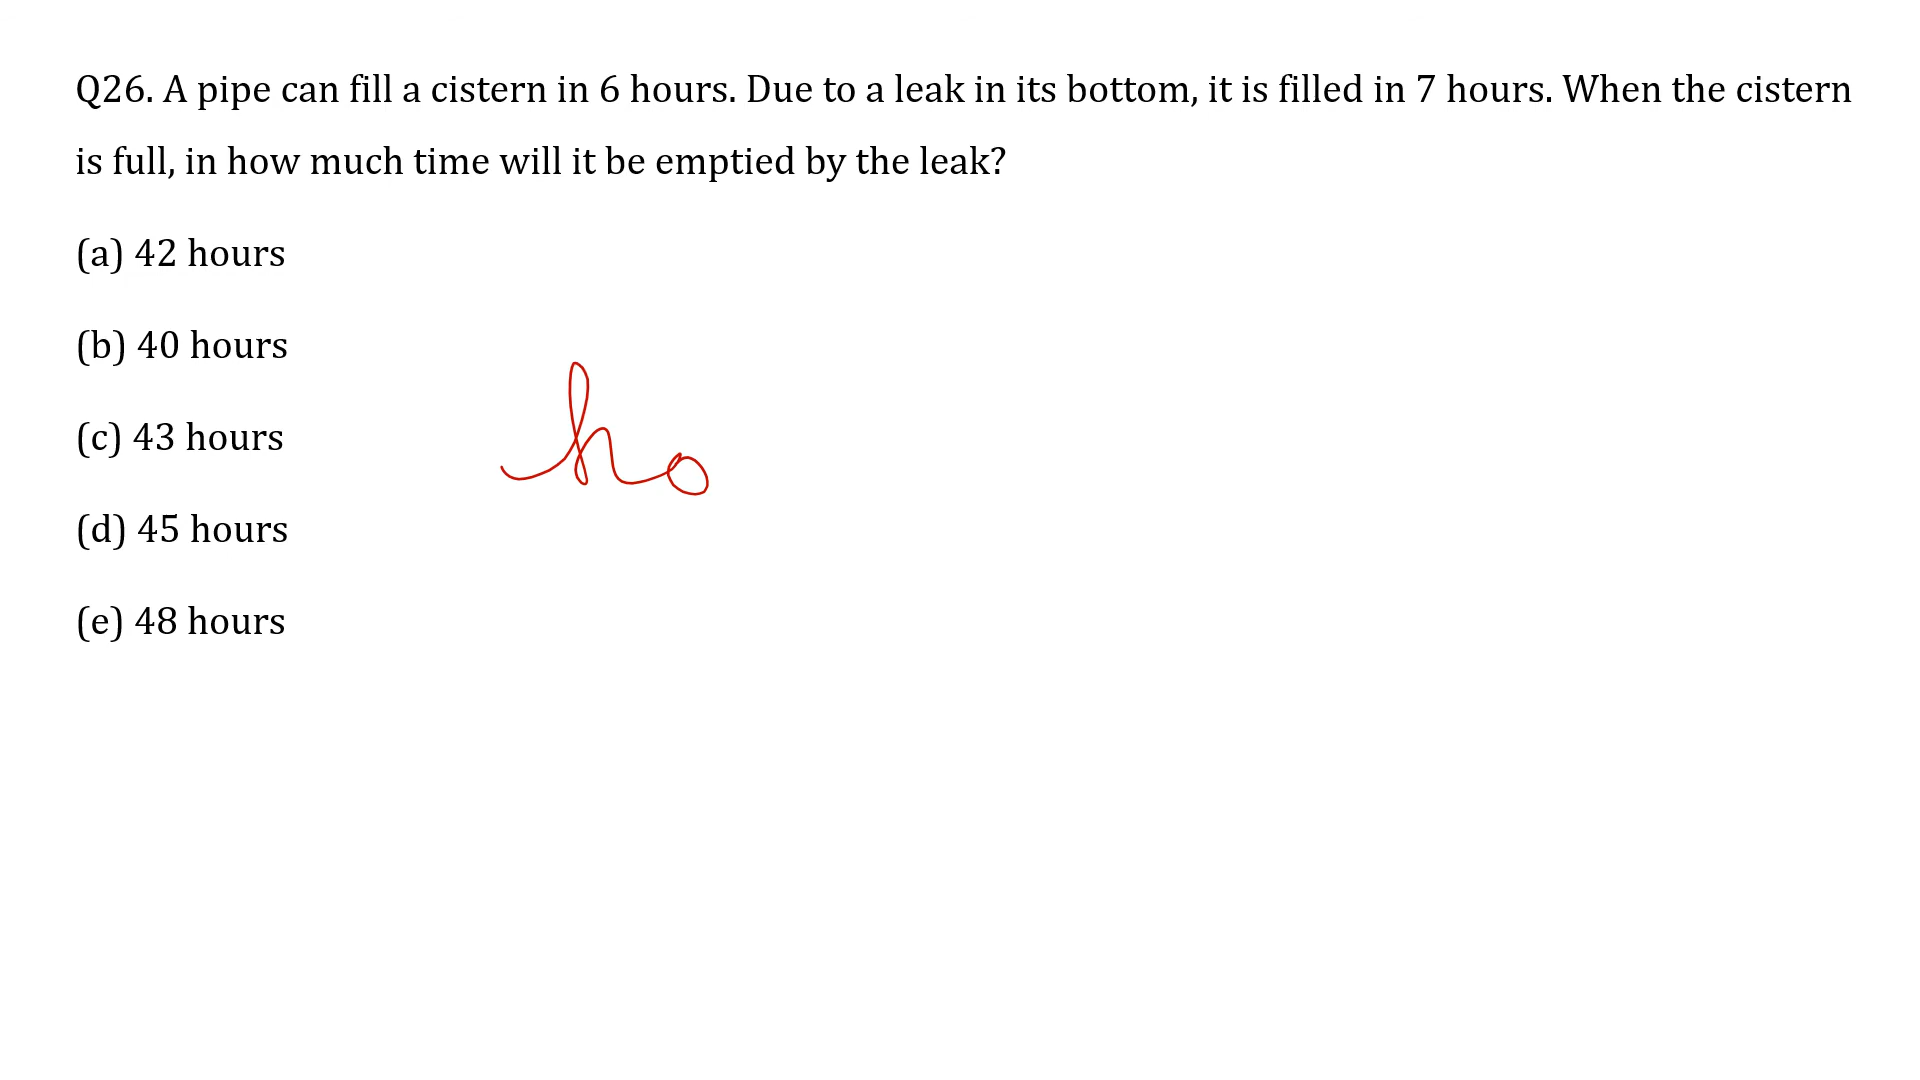 Q26. A pipe can fill a cistern in 6 hours. Due to a leak in its bottom, it is filled in 7 hours. When the cistern
is full, in how much time will it be emptied by the leak?
(a) 42 hours
(b) 40 hours
(c) 43 hours
(d) 45 hours
(e) 48 hours
ho